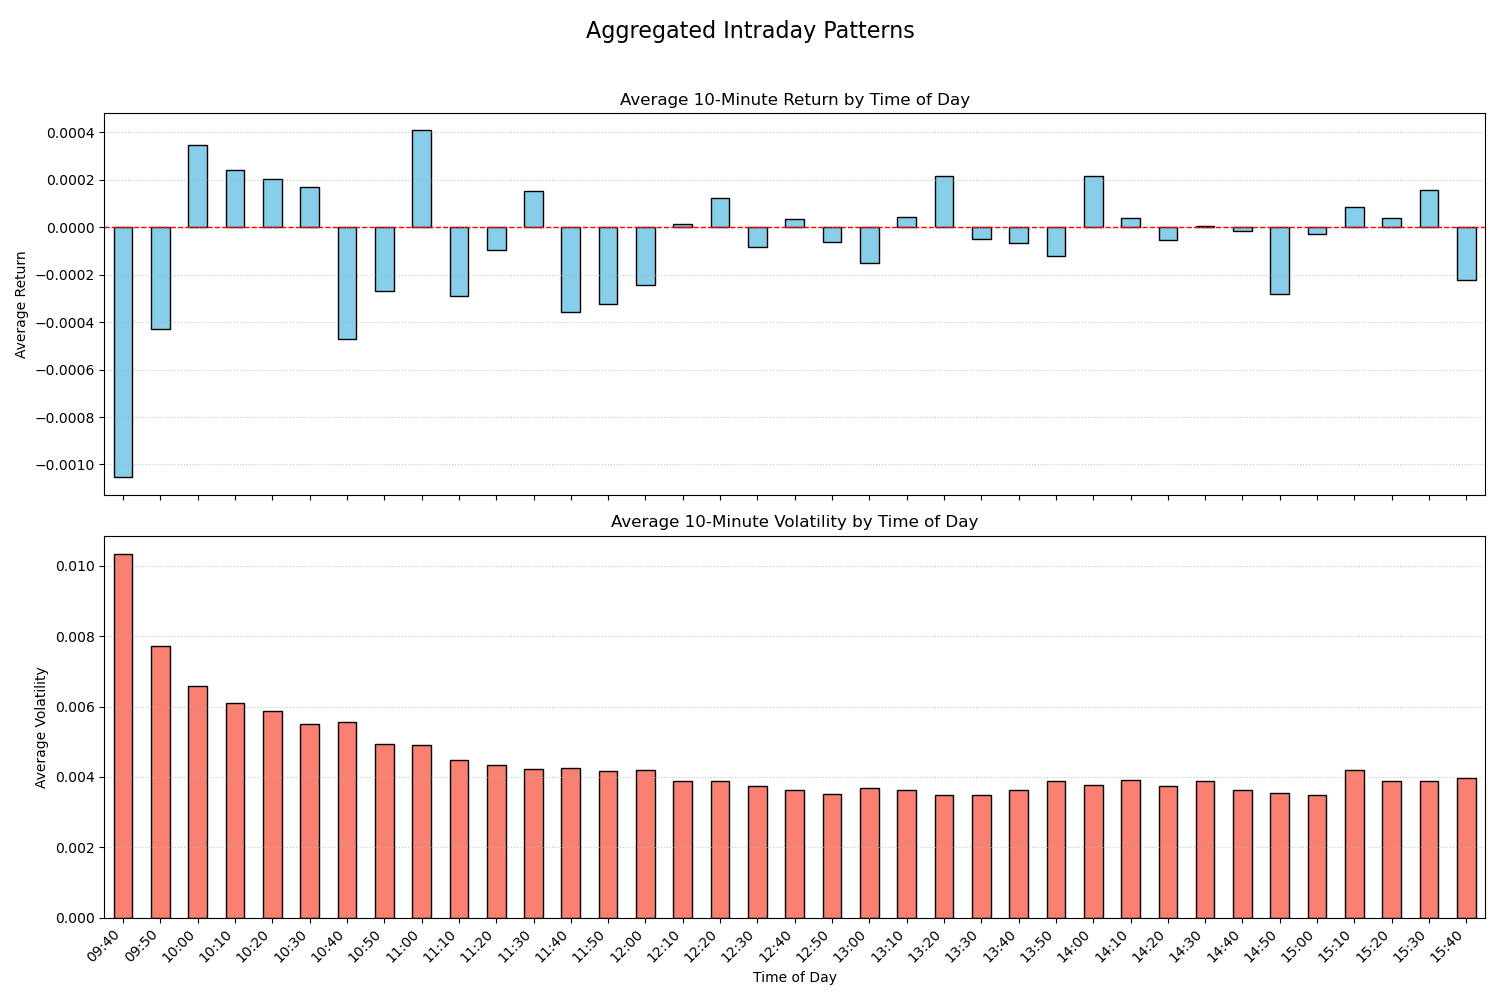 Aggregated Intraday Patterns
Average 10-Minute Return by Time of Day
Average Return
0.0004
0.0002
0.0000
−0.0002
−0.0004
−0.0006
−0.0008
−0.0010
Average 10-Minute Volatility by Time of Day
Average Volatility
0.010
0.008
0.006
0.004
0.002
0.000
09:40 09:50 10:00 10:10 10:20 10:30 10:40 10:50 11:00 11:10 11:20 11:30 11:40 11:50 12:00 12:10 12:20 12:30 12:40 12:50 13:00 13:10 13:20 13:30 13:40 13:50 14:00 14:10 14:20 14:30 14:40 14:50 15:00 15:10 15:20 15:30 15:40
Time of Day